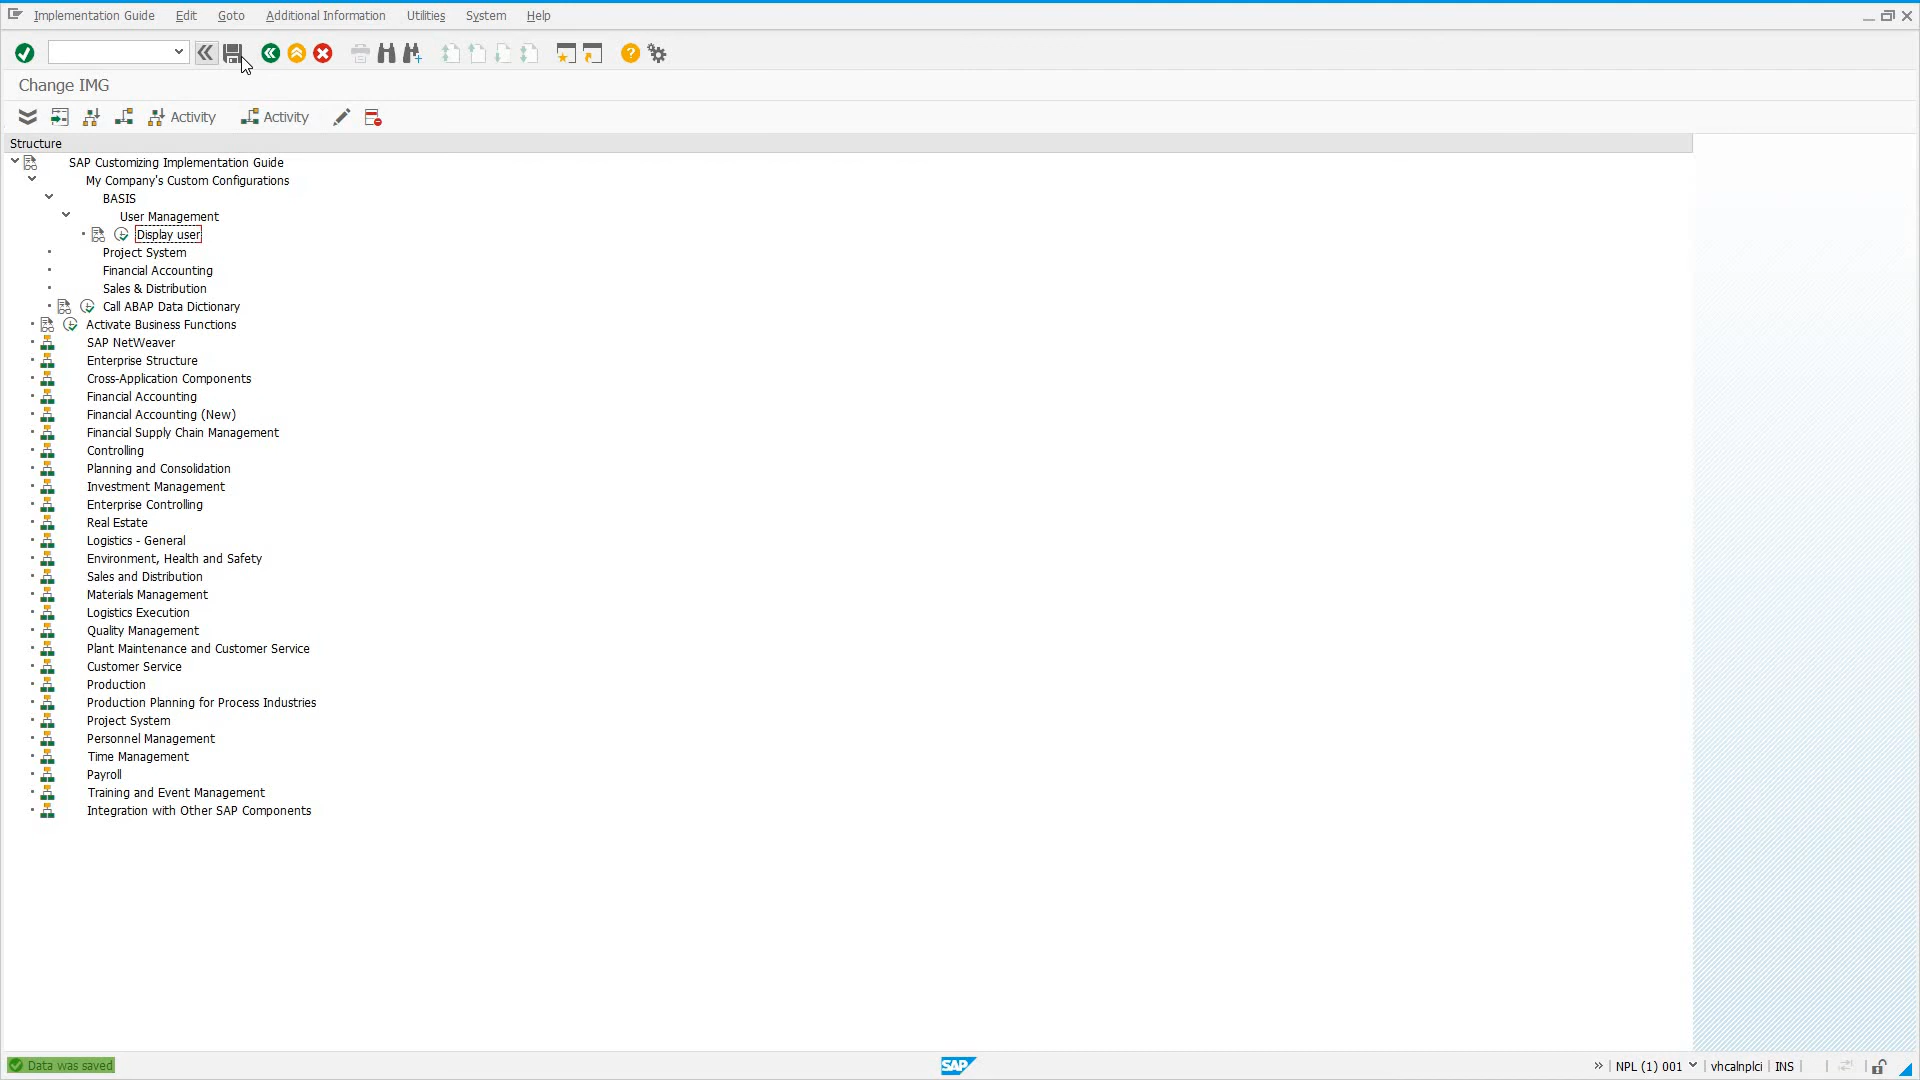 Implementation Guide Edit Goto Additional Information Utilities System Help
Change IMG
Activity Activity
Structure
SAP Customizing Implementation Guide
My Company's Custom Configurations
BASIS
User Management
Display user
Project System
Financial Accounting
Sales & Distribution
Call ABAP Data Dictionary
Activate Business Functions
SAP NetWeaver
Enterprise Structure
Cross-Application Components
Financial Accounting
Financial Accounting (New)
Financial Supply Chain Management
Controlling
Planning and Consolidation
Investment Management
Enterprise Controlling
Real Estate
Logistics - General
Environment, Health and Safety
Sales and Distribution
Materials Management
Logistics Execution
Quality Management
Plant Maintenance and Customer Service
Customer Service
Production
Production Planning for Process Industries
Project System
Personnel Management
Time Management
Payroll
Training and Event Management
Integration with Other SAP Components
Data was saved SAP NPL (1) 001 vhcalnplci INS